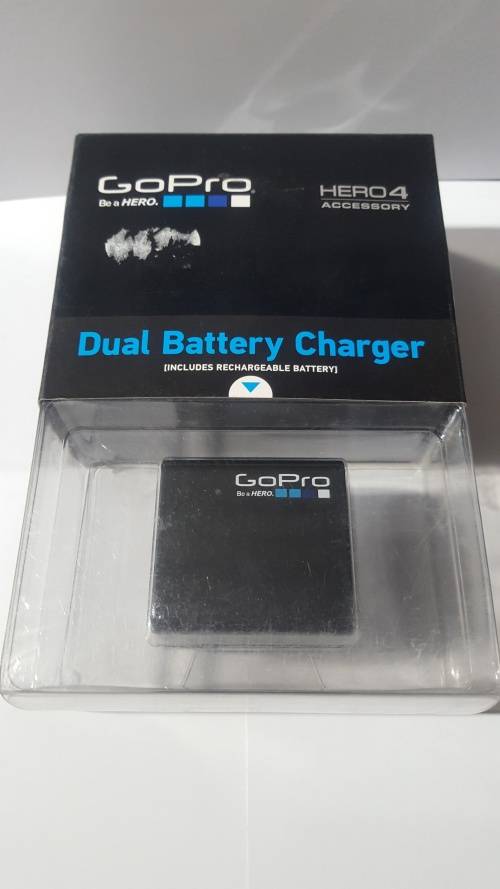 GoPro
Be a HERO.
HERO4
ACCESSORY
Dual Battery Charger
[INCLUDES RECHARGEABLE BATTERY]
GoPro
Be a HERO.